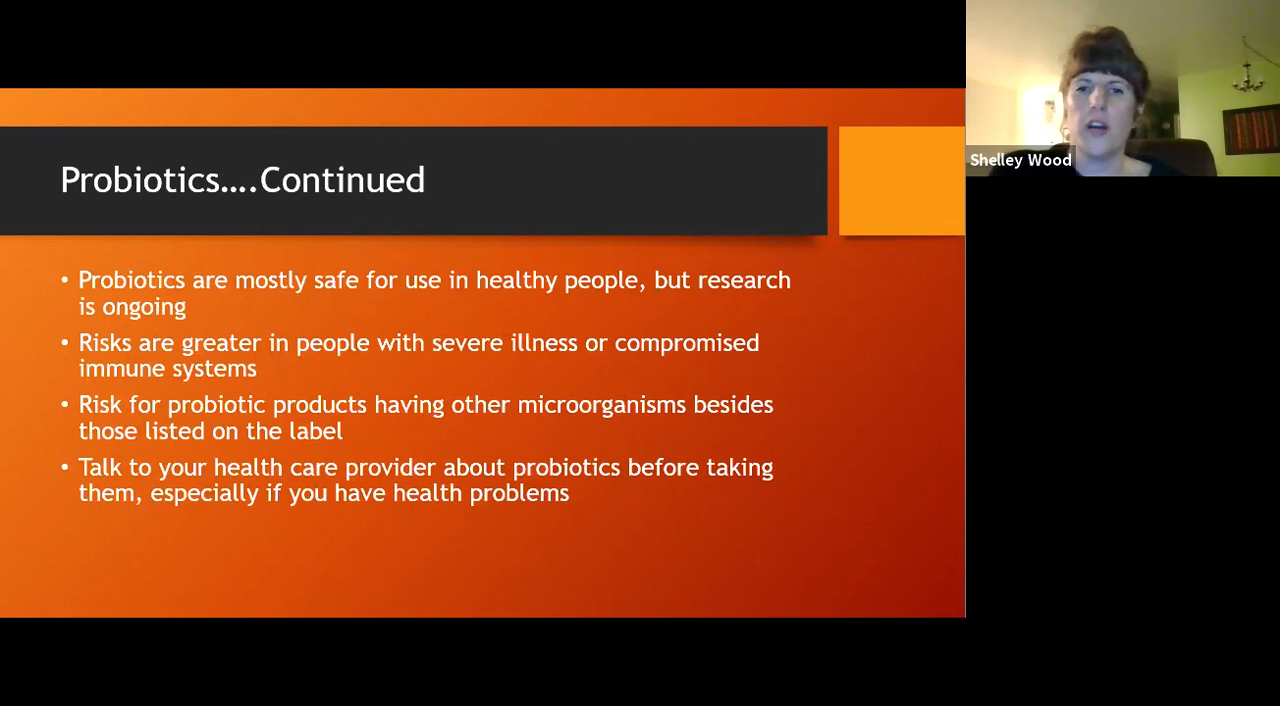 Probiotics….Continued
• Probiotics are mostly safe for use in healthy people, but research
is ongoing
• Risks are greater in people with severe illness or compromised
immune systems
• Risk for probiotic products having other microorganisms besides
those listed on the label
• Talk to your health care provider about probiotics before taking
them, especially if you have health problems
Shelley Wood